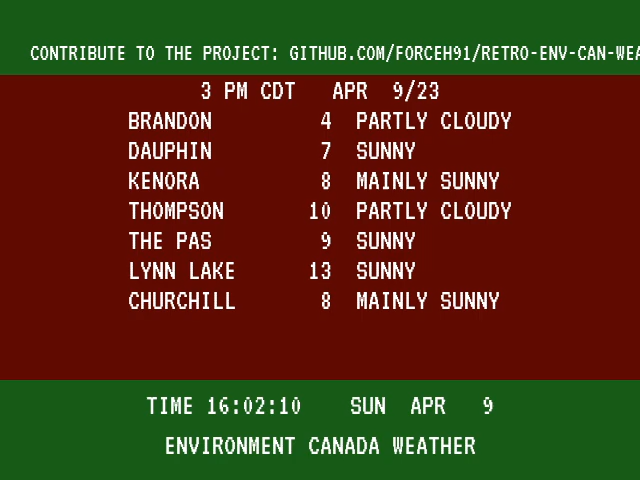 CONTRIBUTE TO THE PROJECT: GITHUB.COM/FORCEH91/RETRO-ENV-CAN-WEA
3 PM CDT APR 9/23
BRANDON 4 PARTLY CLOUDY
DAUPHIN 7 SUNNY
KENORA 8 MAINLY SUNNY
THOMPSON 10 PARTLY CLOUDY
THE PAS 9 SUNNY
LYNN LAKE 13 SUNNY
CHURCHILL 8 MAINLY SUNNY
TIME 16:02:10 SUN APR 9
ENVIRONMENT CANADA WEATHER